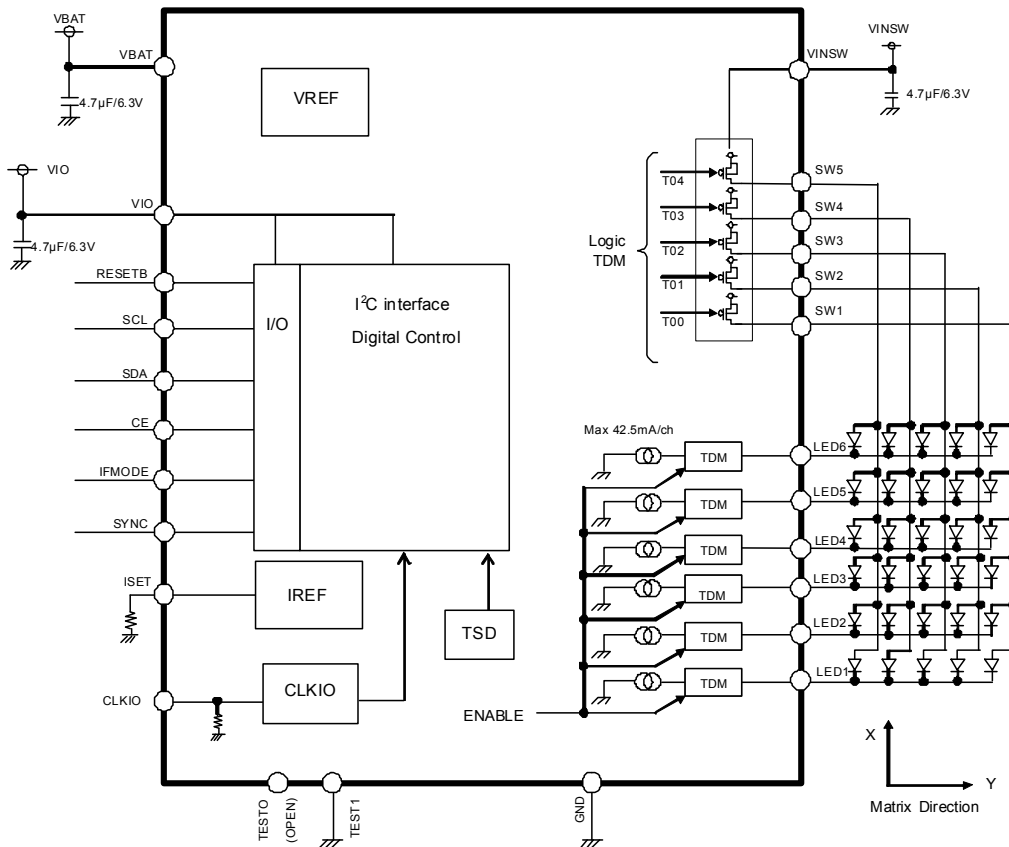 VBAT
VBAT
4.7μF/6.3V
VREF
VINSW
VINSW
4.7μF/6.3V
VIO
VIO
4.7μF/6.3V
RESETB
SCL
SDA
CE
IFMODE
SYNC
ISET
CLKIO
I/O
I²C interface
Digital Control
IREF
TSD
CLKIO
Logic
TDM
T04
T03
T02
T01
T00
SW5
SW4
SW3
SW2
SW1
Max 42.5mA/ch
TDM
TDM
TDM
TDM
TDM
TDM
LED6
LED5
LED4
LED3
LED2
LED1
ENABLE
X
Y
Matrix Direction
TESTO
(OPEN)
TEST1
GND